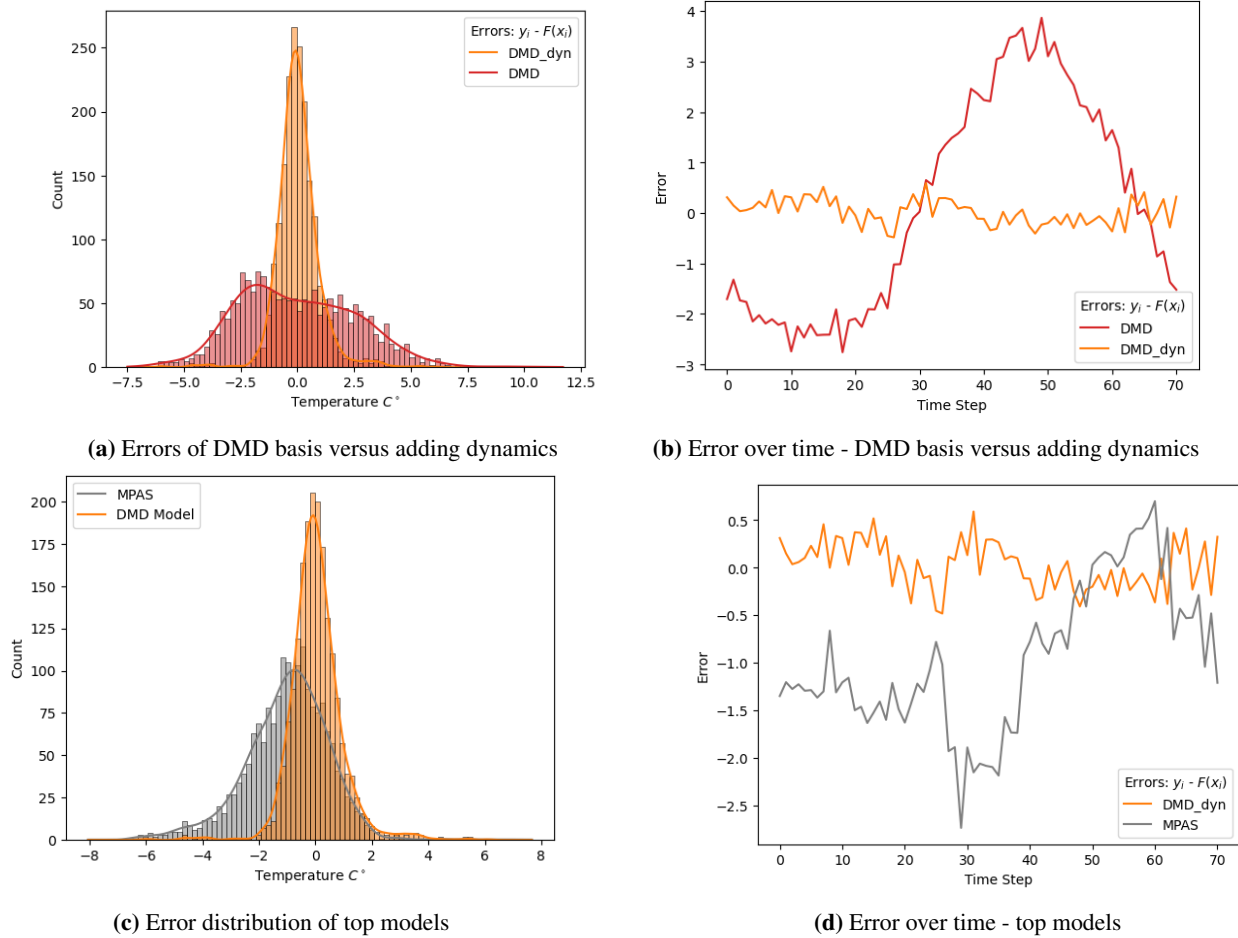 Errors: y_i - F(x_i)
DMD_dyn
DMD
Count
250
200
150
100
50
0
−7.5 −5.0 −2.5 0.0 2.5 5.0 7.5 10.0 12.5
Temperature C°
(a) Errors of DMD basis versus adding dynamics
Error
4
3
2
1
0
−1
−2
−3
Errors: y_i - F(x_i)
DMD
DMD_dyn
0 10 20 30 40 50 60 70
Time Step
(b) Error over time - DMD basis versus adding dynamics
MPAS
DMD Model
Count
200
175
150
125
100
75
50
25
0
−8 −6 −4 −2 0 2 4 6 8
Temperature C°
(c) Error distribution of top models
Error
0.5
0.0
−0.5
−1.0
−1.5
−2.0
−2.5
Errors: y_i - F(x_i)
DMD_dyn
MPAS
0 10 20 30 40 50 60 70
Time Step
(d) Error over time - top models